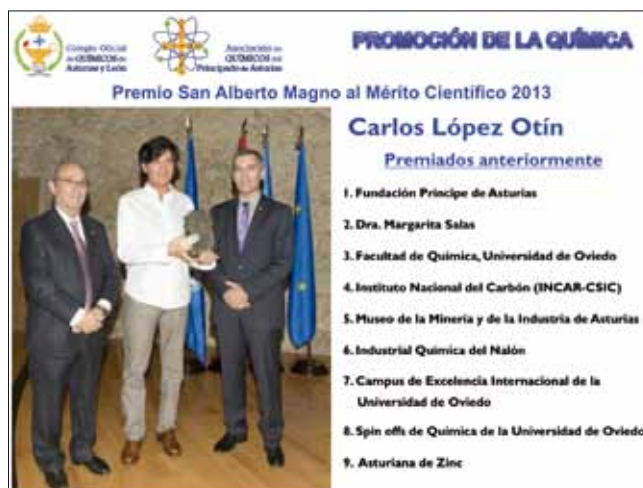 Colegio Oficial
de QUÍMICOS de
Asturias y León
Asociación de
QUÍMICOS del
Principado de Asturias
PROMOCIÓN DE LA QUÍMICA
Premio San Alberto Magno al Mérito Científico 2013
Carlos López Otín
Premiados anteriormente
1. Fundación Príncipe de Asturias
2. Dra. Margarita Salas
3. Facultad de Química, Universidad de Oviedo
4. Instituto Nacional del Carbón (INCAR-CSIC)
5. Museo de la Minería y de la Industria de Asturias
6. Industrial Química del Nalón
7. Campus de Excelencia Internacional de la
Universidad de Oviedo
8. Spin offs de Química de la Universidad de Oviedo
9. Asturiana de Zinc